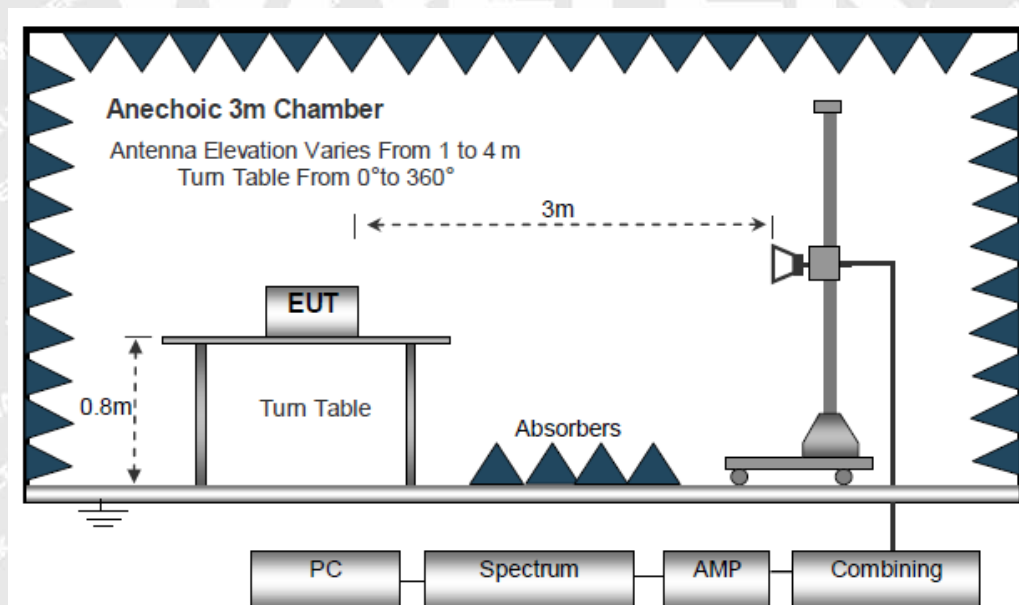 Anechoic 3m Chamber
Antenna Elevation Varies From 1 to 4 m
Turn Table From 0°to 360°
3m
EUT
0.8m
Turn Table
Absorbers
PC
Spectrum
AMP
Combining